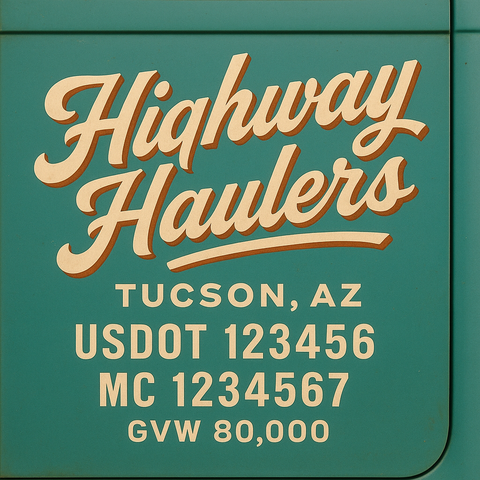 Highway
Haulers
TUCSON, AZ
USDOT 123456
MC 1234567
GVW 80,000